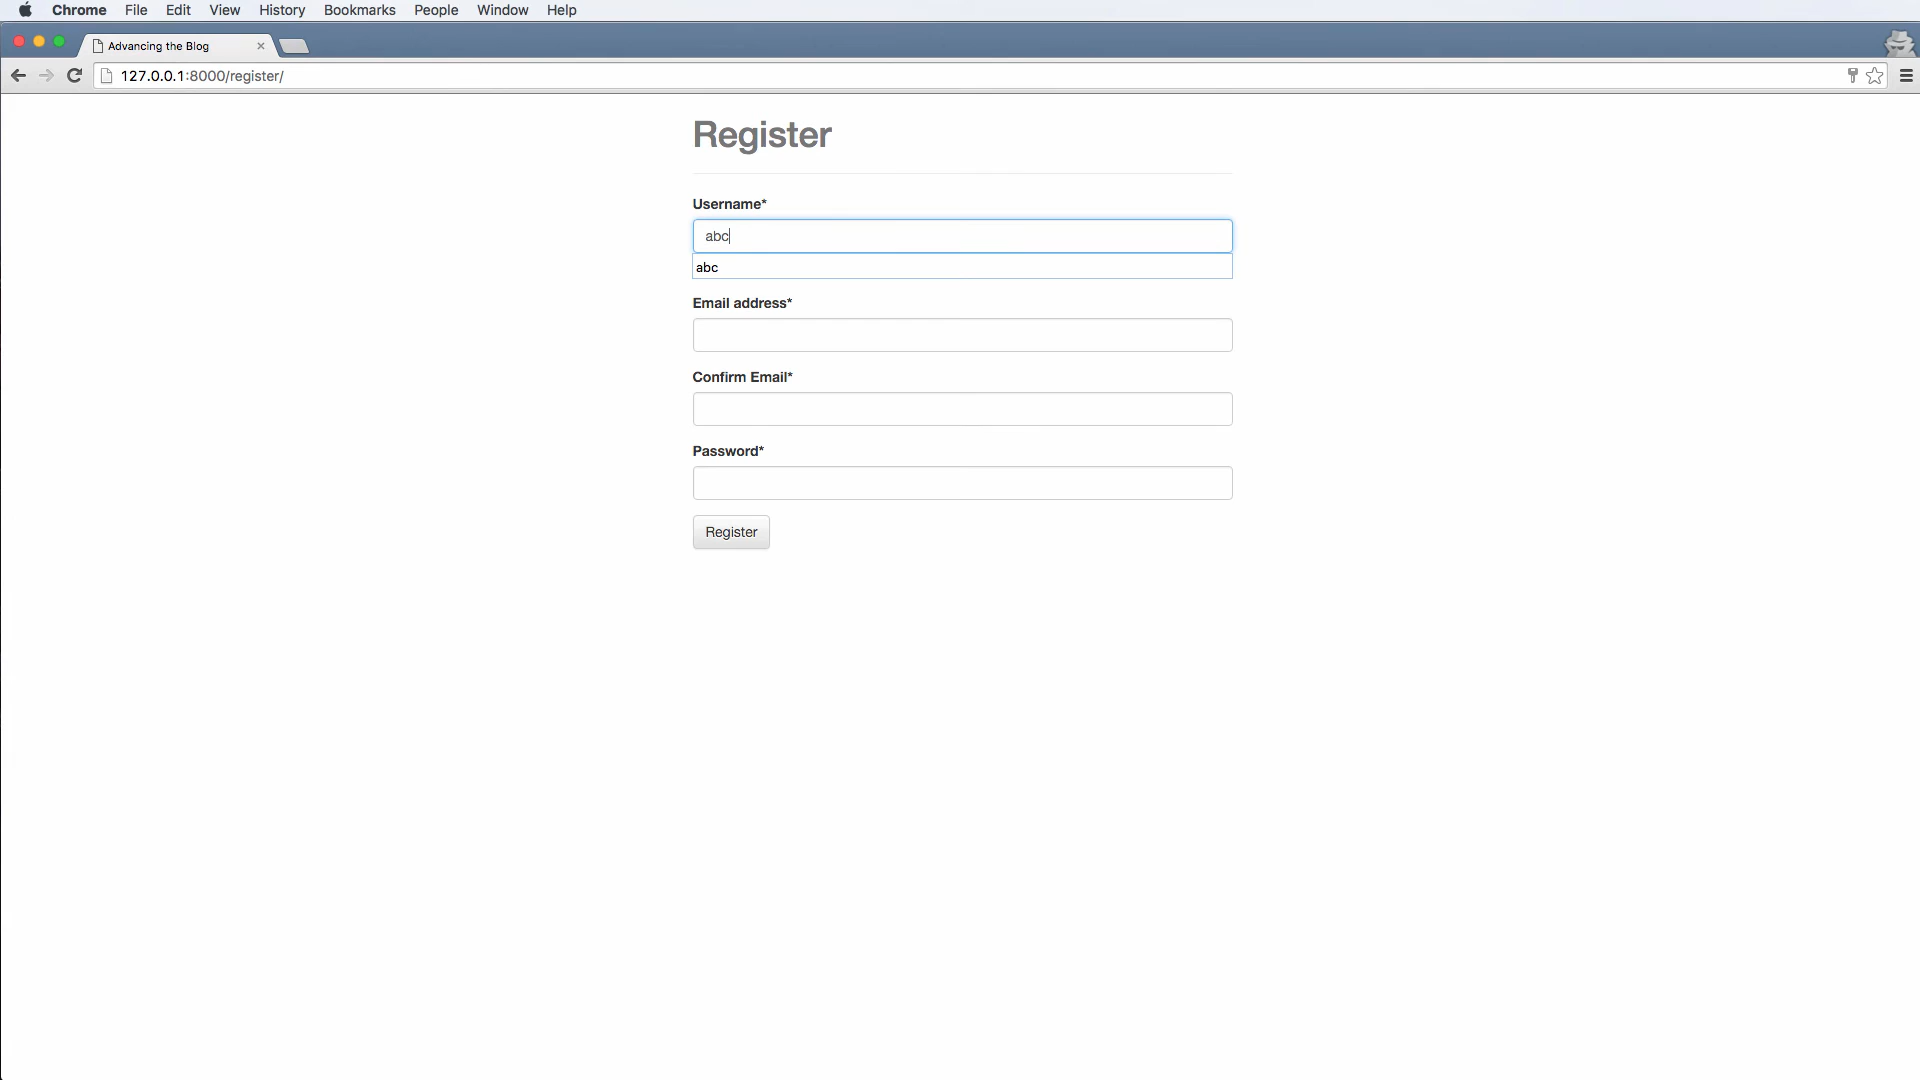 Chrome File Edit View History Bookmarks People Window Help
Advancing the Blog
127.0.0.1:8000/register/
Register
Username*
abc
abc
Email address*
Confirm Email*
Password*
Register